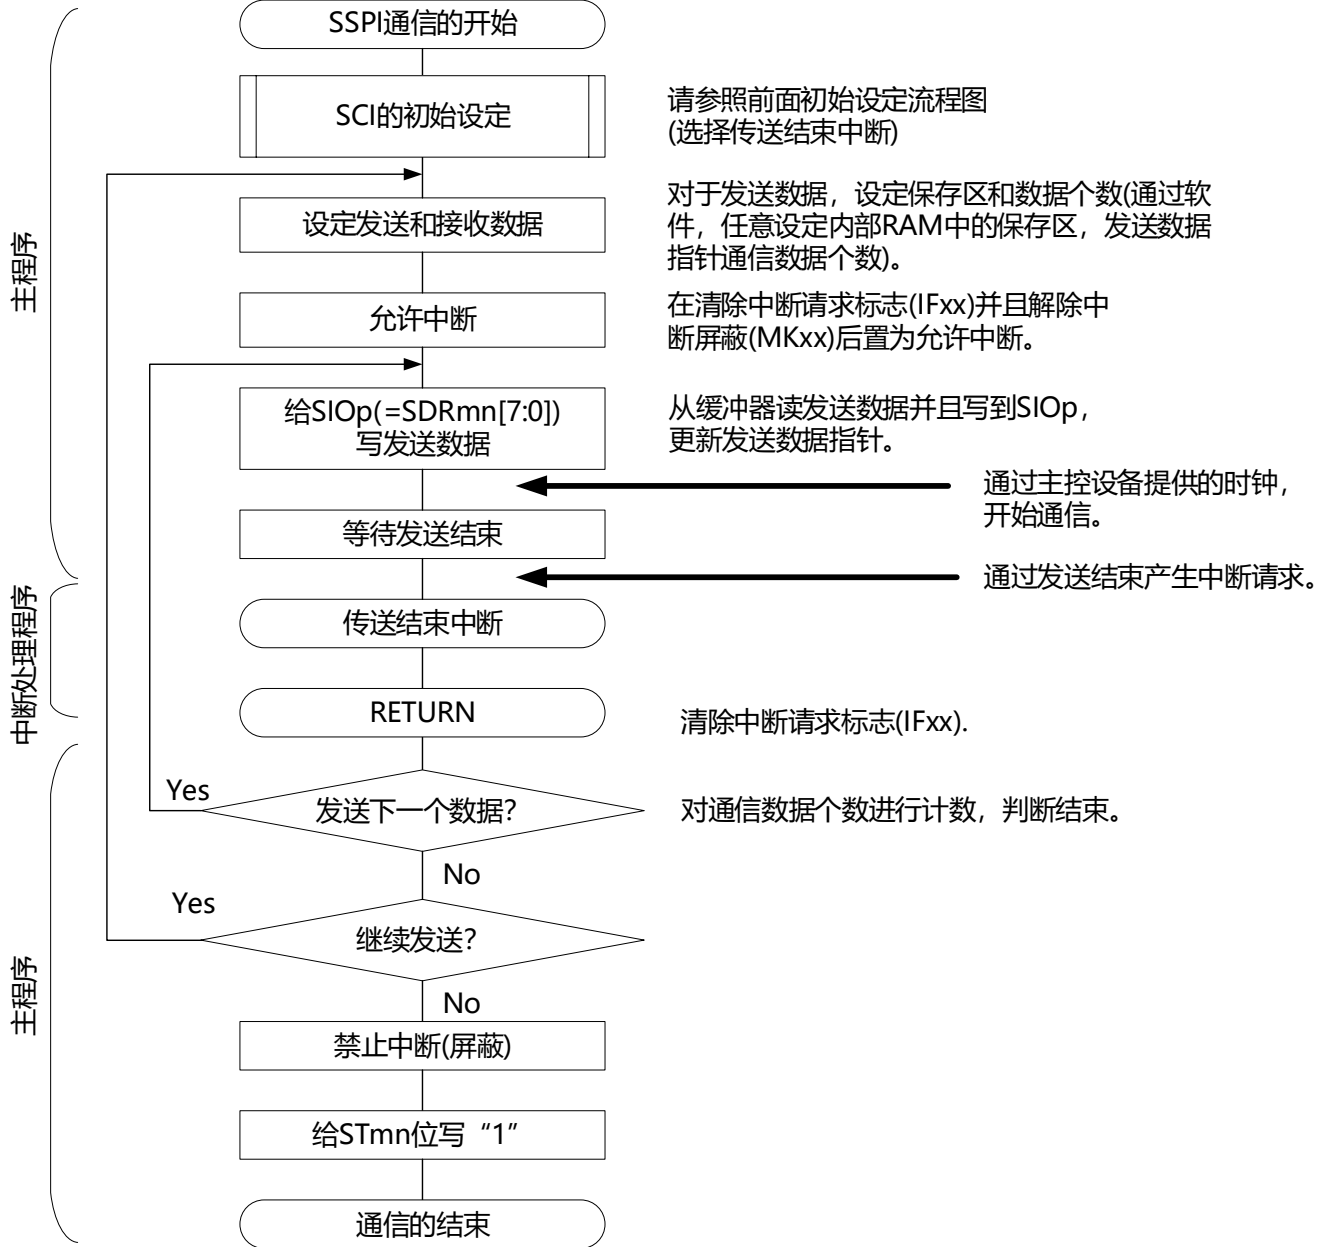 SSPI通信的开始
SCI的初始设定
请参照前面初始设定流程图
(选择传送结束中断)
设定发送和接收数据
对于发送数据，设定保存区和数据个数(通过软
件，任意设定内部RAM中的保存区，发送数据
指针通信数据个数)。
主程序
允许中断
在清除中断请求标志(IFxx)并且解除中
断屏蔽(MKxx)后置为允许中断。
给SIOp(=SDRmn[7:0])
写发送数据
从缓冲器读发送数据并且写到SIOp，
更新发送数据指针。
通过主控设备提供的时钟，
开始通信。
等待发送结束
通过发送结束产生中断请求。
中断处理程序
传送结束中断
RETURN
清除中断请求标志(IFxx).
Yes
发送下一个数据？
对通信数据个数进行计数，判断结束。
No
Yes
继续发送？
No
主程序
禁止中断(屏蔽)
给STmn位写“1”
通信的结束